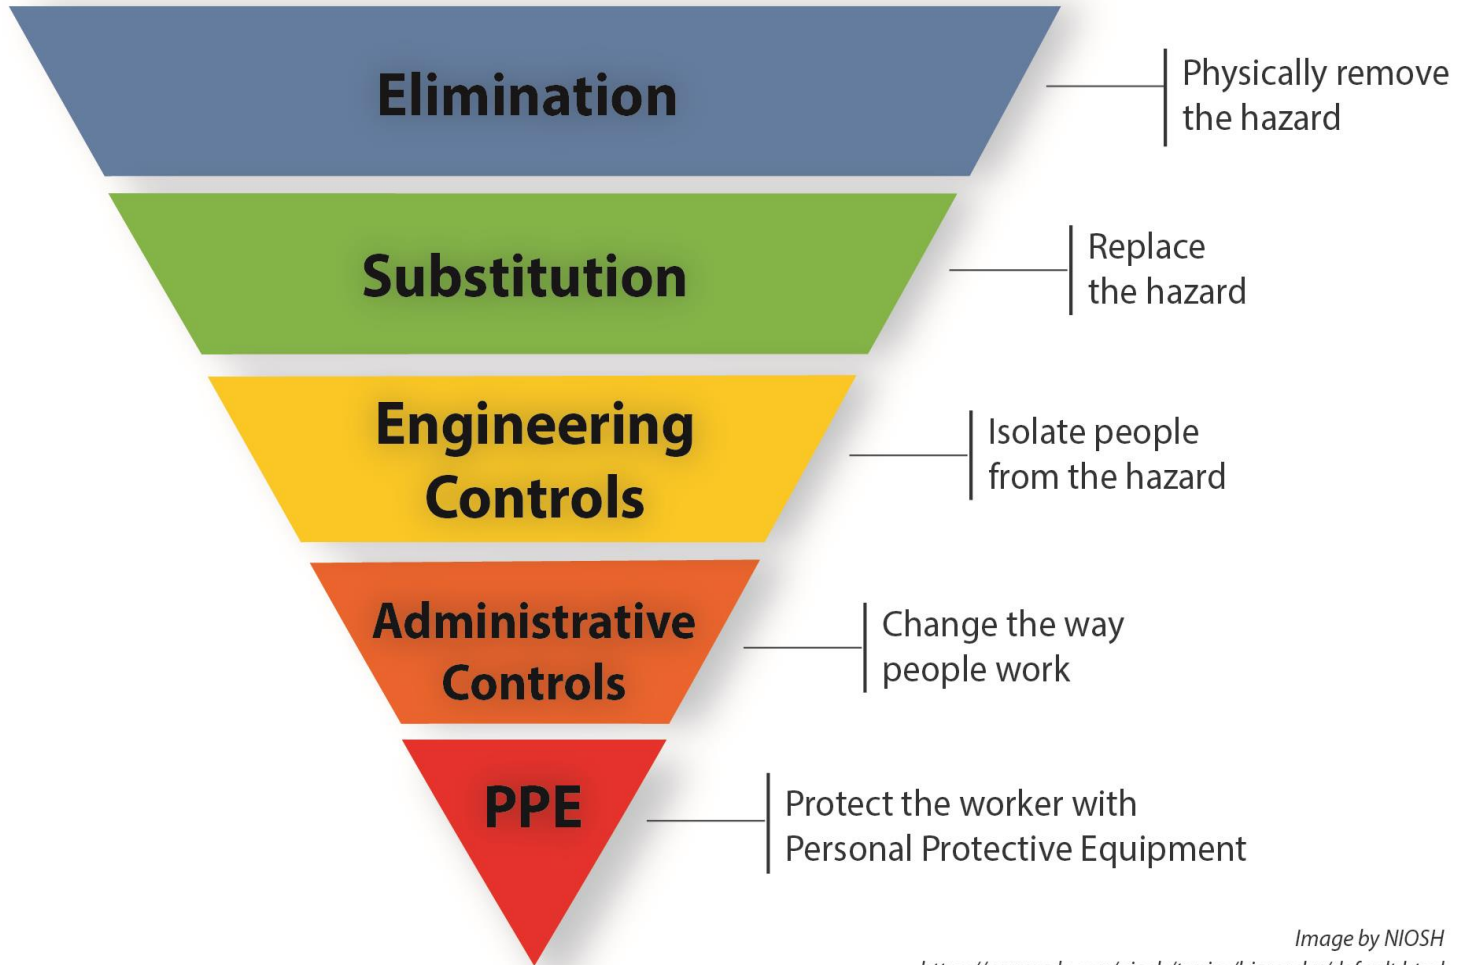 Elimination
Physically remove
the hazard
Substitution
Replace
the hazard
Engineering
Controls
Isolate people
from the hazard
Administrative
Controls
Change the way
people work
PPE
Protect the worker with
Personal Protective Equipment
Image by NIOSH